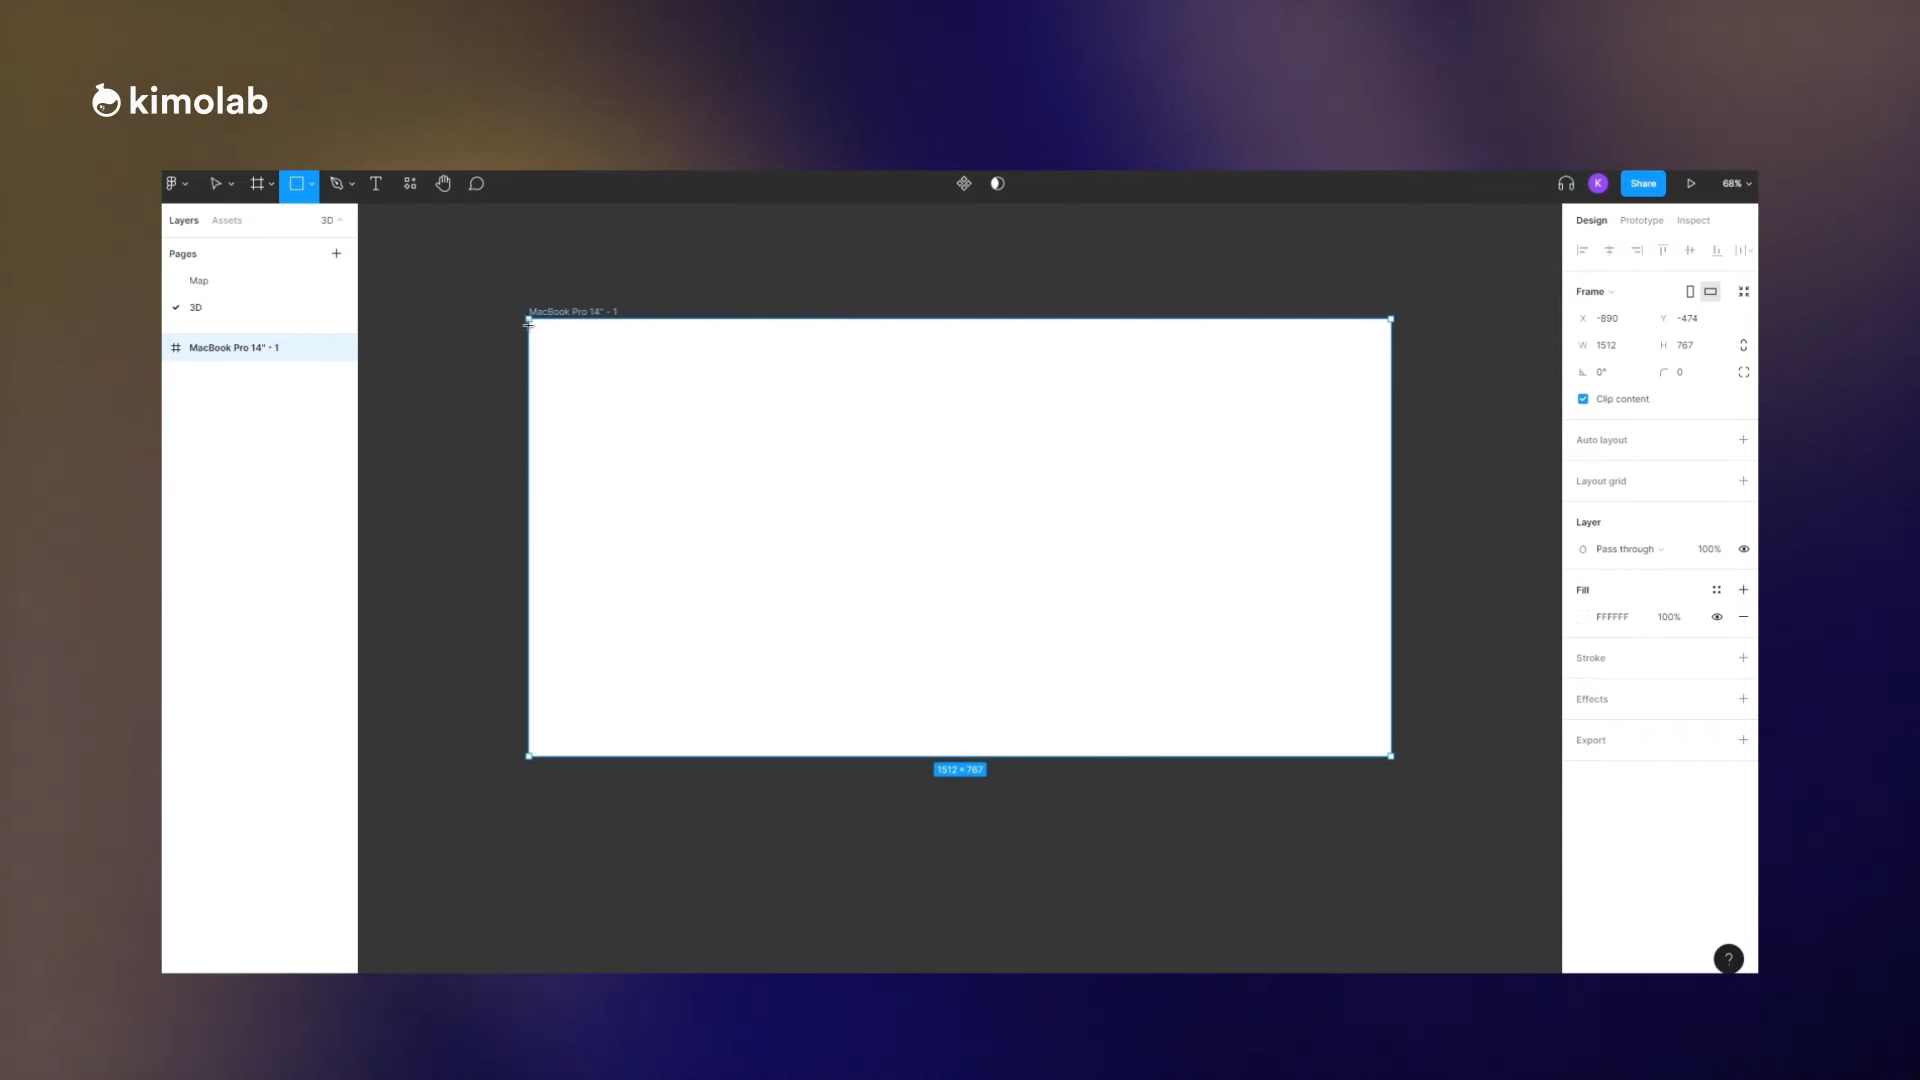 kimolab
T
K
Share
68%
Layers
Assets
3D
Pages
Map
3D
MacBook Pro 14" - 1
MacBook Pro 14" - 1
1512 × 767
Design
Prototype
Inspect
Frame
X -890
Y -474
W 1512
H 767
0°
0
Clip content
Auto layout
Layout grid
Layer
Pass through
100%
Fill
FFFFFF
100%
Stroke
Effects
Export
?